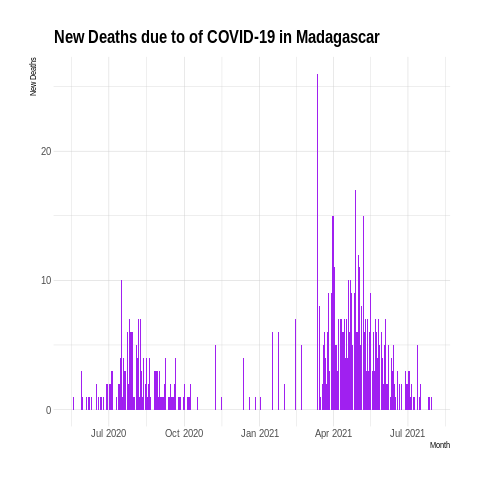 New Deaths due to of COVID-19 in Madagascar
New Deaths
20
10
0
Jul 2020 Oct 2020 Jan 2021 Apr 2021 Jul 2021
Month